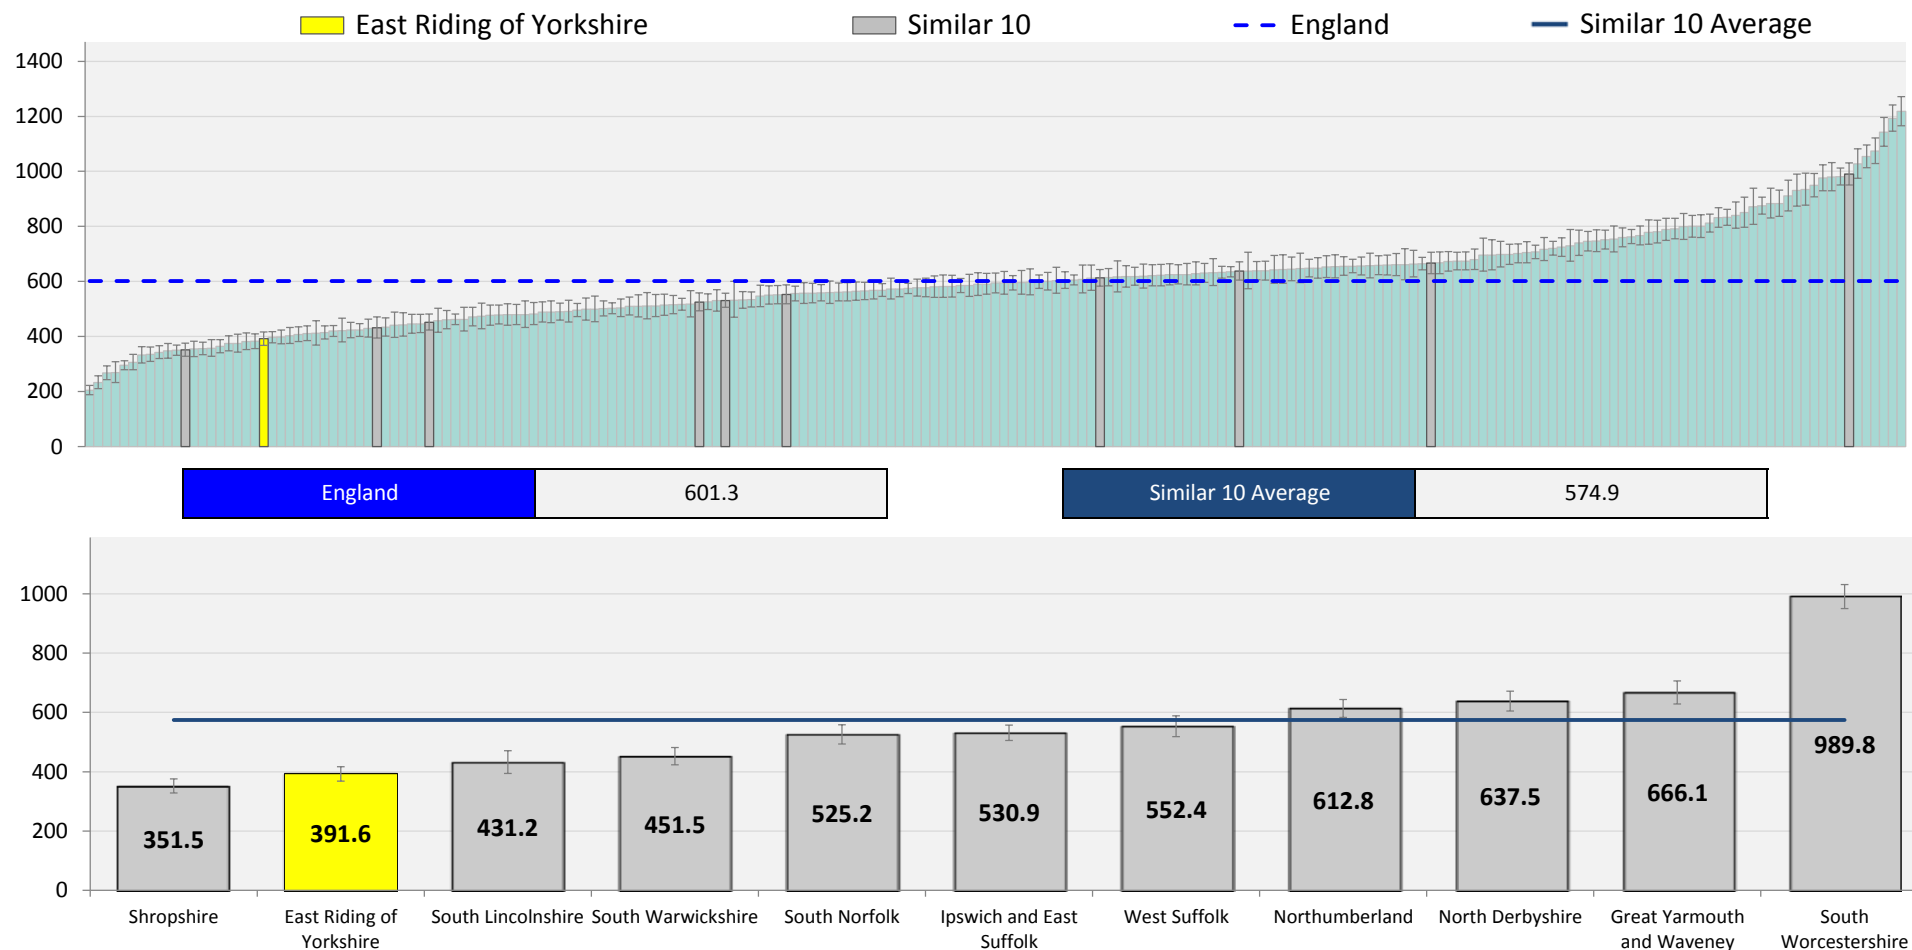 East Riding of Yorkshire Similar 10 England Similar 10 Average
1400
1200
1000
800
600
400
200
0
England 601.3 Similar 10 Average 574.9
1000
800
600
400
200
0
351.5 391.6 431.2 451.5 525.2 530.9 552.4 612.8 637.5 666.1 989.8
Shropshire East Riding of South Lincolnshire South Warwickshire South Norfolk Ipswich and East West Suffolk Northumberland North Derbyshire Great Yarmouth South
Yorkshire Suffolk and Waveney Worcestershire